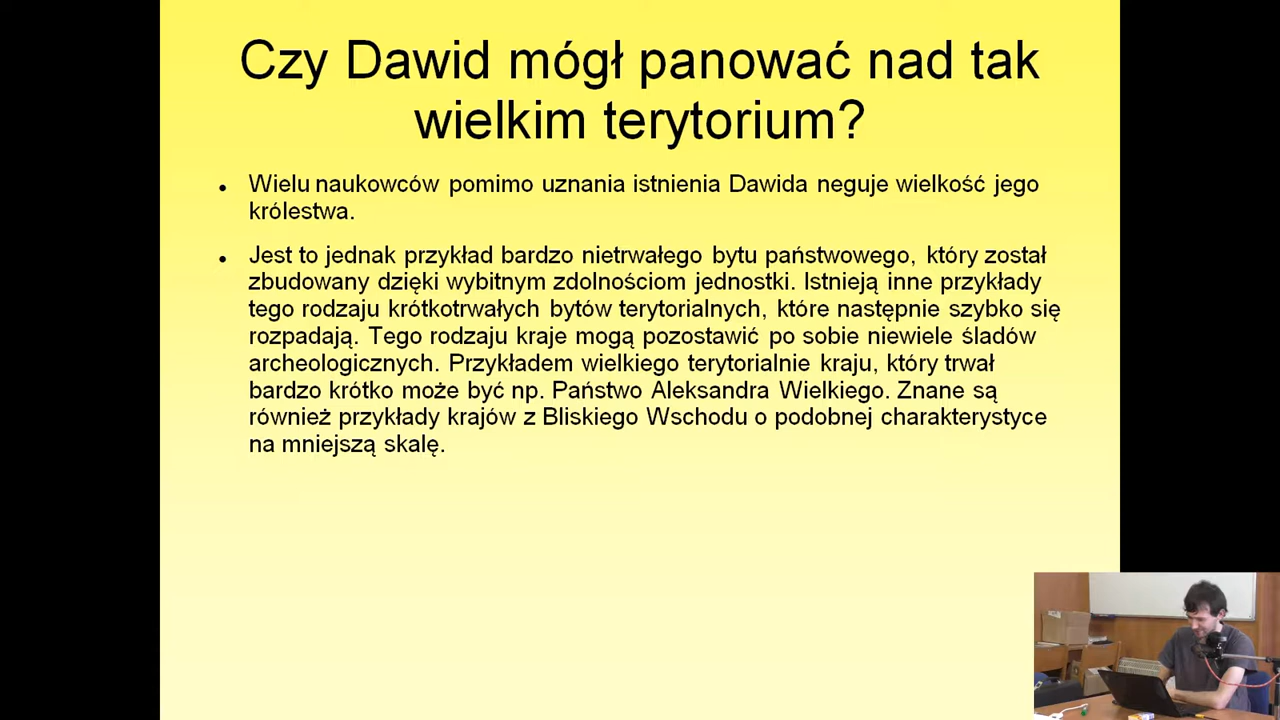 Czy Dawid mógł panować nad tak
wielkim terytorium?
Wielu naukowców pomimo uznania istnienia Dawida neguje wielkość jego
królestwa.
Jest to jednak przykład bardzo nietrwałego bytu państwowego, który został
zbudowany dzięki wybitnym zdolnościom jednostki. Istnieją inne przykłady
tego rodzaju krótkotrwałych bytów terytorialnych, które następnie szybko się
rozpadają. Tego rodzaju kraje mogą pozostawić po sobie niewiele śladów
archeologicznych. Przykładem wielkiego terytorialnie kraju, który trwał
bardzo krótko może być np. Państwo Aleksandra Wielkiego. Znane są
również przykłady krajów z Bliskiego Wschodu o podobnej charakterystyce
na mniejszą skalę.